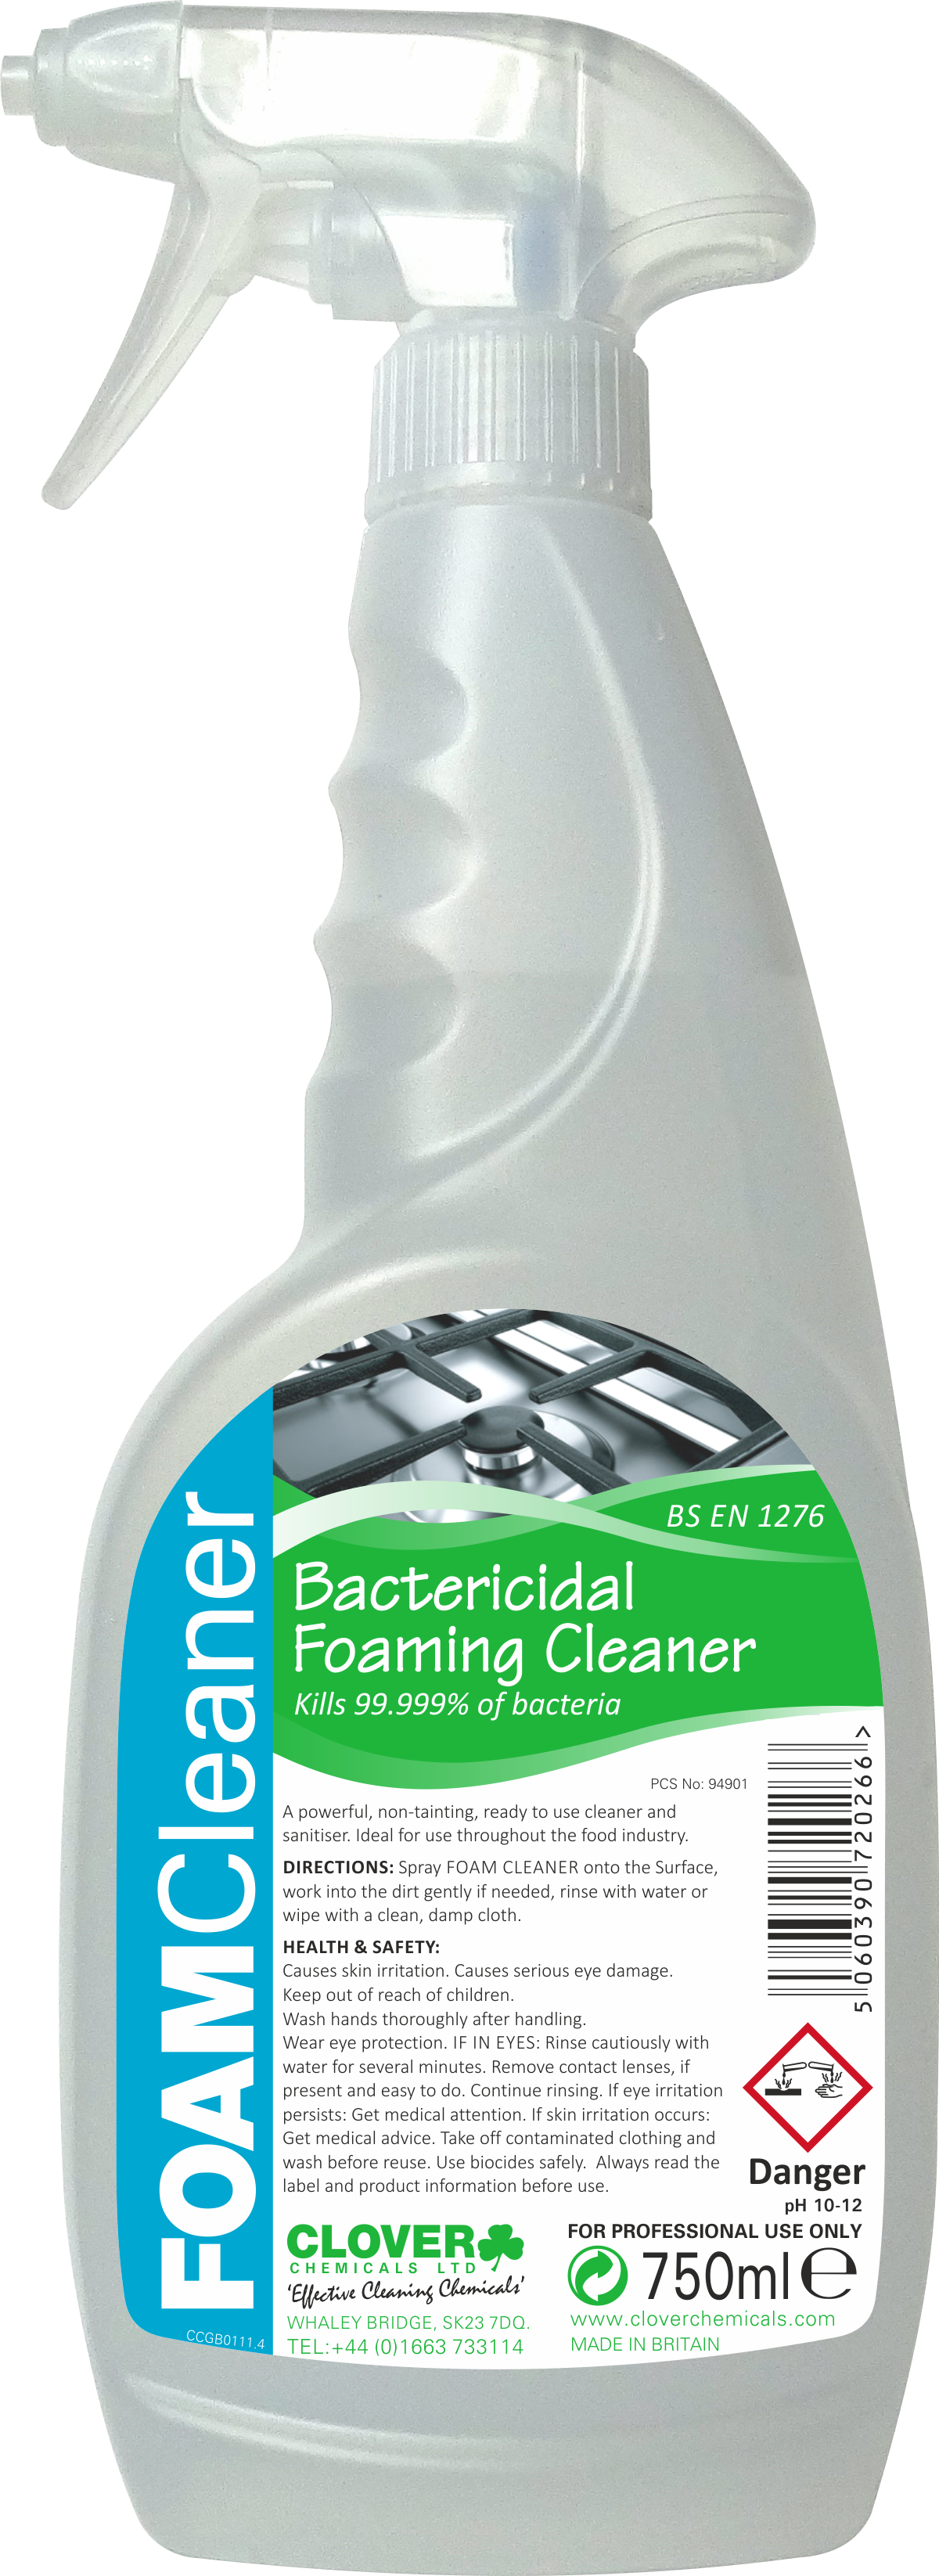 FOAMCleaner
CCGB0111.4
BS EN 1276
Bactericidal
Foaming Cleaner
Kills 99.999% of bacteria
PCS No: 94901
A powerful, non-tainting, ready to use cleaner and
sanitiser. Ideal for use throughout the food industry.
DIRECTIONS: Spray FOAM CLEANER onto the Surface,
work into the dirt gently if needed, rinse with water or
wipe with a clean, damp cloth.
HEALTH & SAFETY:
Causes skin irritation. Causes serious eye damage.
Keep out of reach of children.
Wash hands thoroughly after handling.
Wear eye protection. IF IN EYES: Rinse cautiously with
water for several minutes. Remove contact lenses, if
present and easy to do. Continue rinsing. If eye irritation
persists: Get medical attention. If skin irritation occurs:
Get medical advice. Take off contaminated clothing and
wash before reuse. Use biocides safely.  Always read the
label and product information before use.
5 060390 720266 >
Danger
pH 10-12
FOR PROFESSIONAL USE ONLY
750ml e
www.cloverchemicals.com
MADE IN BRITAIN
CLOVER
CHEMICALS LTD
'Effective Cleaning Chemicals'
WHALEY BRIDGE, SK23 7DQ.
TEL:+44 (0)1663 733114